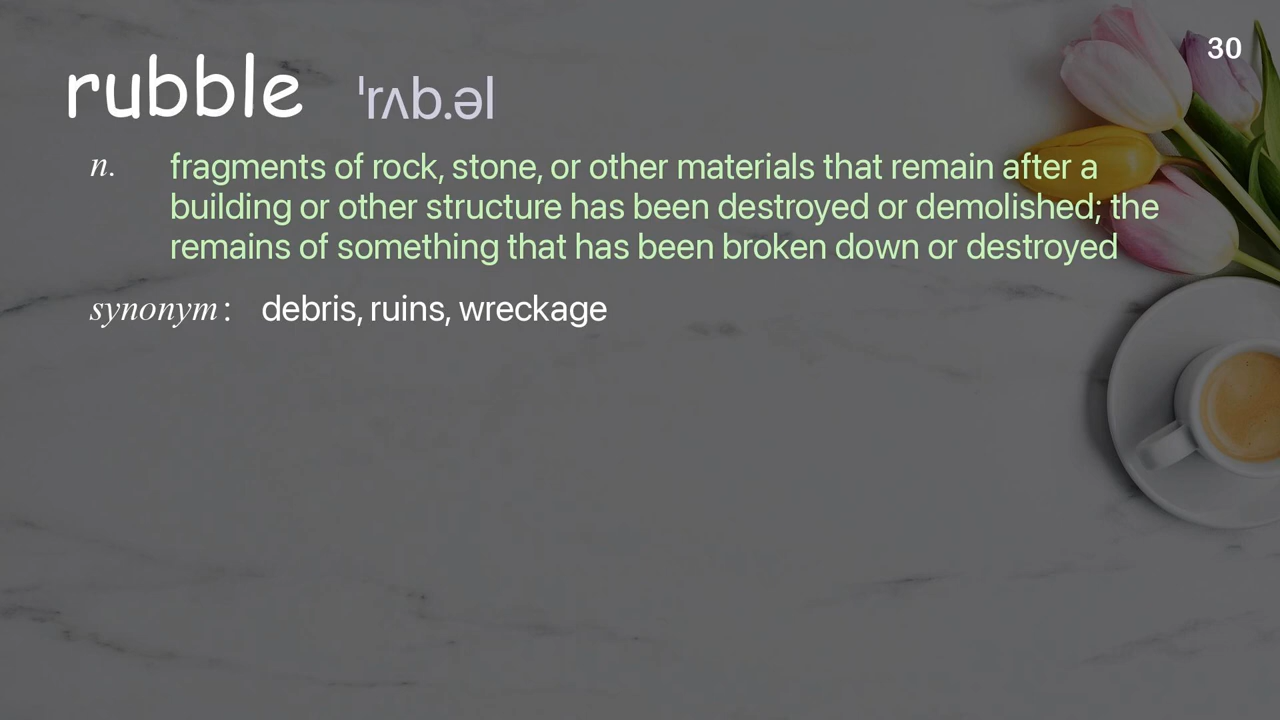 30
rubble ˈrʌb.əl
n. fragments of rock, stone, or other materials that remain after a
building or other structure has been destroyed or demolished; the
remains of something that has been broken down or destroyed
synonym: debris, ruins, wreckage